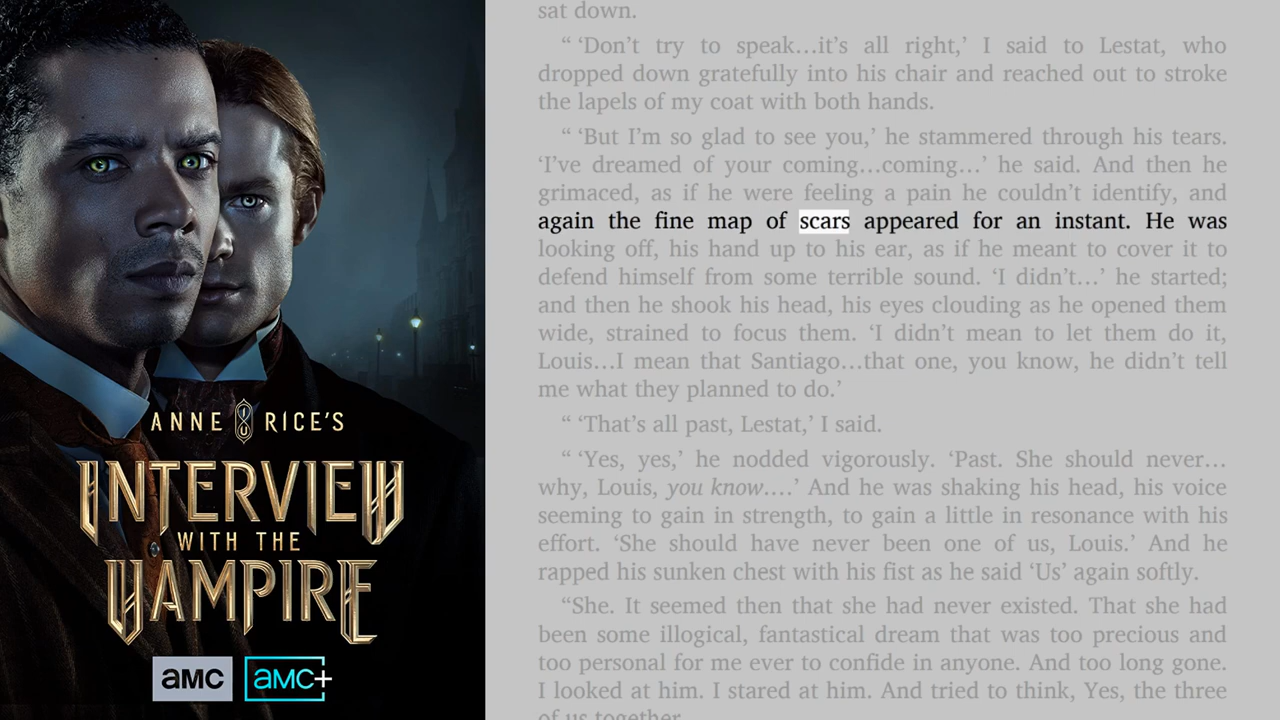 ANNE RICE'S
INTERVIEW
WITH THE
VAMPIRE
aMC
aMC+
sat down.
“ ‘Don’t try to speak…it’s all right,’ I said to Lestat, who
dropped down gratefully into his chair and reached out to stroke
the lapels of my coat with both hands.
“ ‘But I’m so glad to see you,’ he stammered through his tears.
‘I’ve dreamed of your coming…coming…’ he said. And then he
grimaced, as if he were feeling a pain he couldn’t identify, and
again the fine map of scars appeared for an instant. He was
looking off, his hand up to his ear, as if he meant to cover it to
defend himself from some terrible sound. ‘I didn’t…’ he started;
and then he shook his head, his eyes clouding as he opened them
wide, strained to focus them. ‘I didn’t mean to let them do it,
Louis…I mean that Santiago…that one, you know, he didn’t tell
me what they planned to do.’
“ ‘That’s all past, Lestat,’ I said.
“ ‘Yes, yes,’ he nodded vigorously. ‘Past. She should never…
why, Louis, you know….’ And he was shaking his head, his voice
seeming to gain in strength, to gain a little in resonance with his
effort. ‘She should have never been one of us, Louis.’ And he
rapped his sunken chest with his fist as he said ‘Us’ again softly.
“She. It seemed then that she had never existed. That she had
been some illogical, fantastical dream that was too precious and
too personal for me ever to confide in anyone. And too long gone.
I looked at him. I stared at him. And tried to think, Yes, the three
of us together.